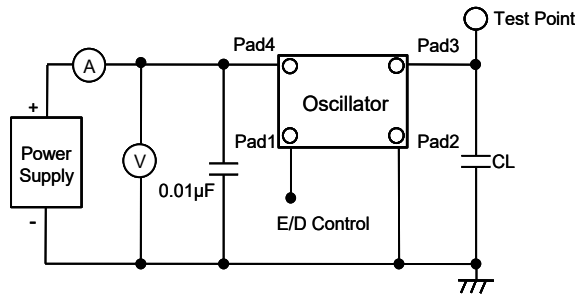 Test Point
Pad4
Pad3
A
Oscillator
+
Power
Supply
V
Pad1
Pad2
0.01µF
CL
-
E/D Control